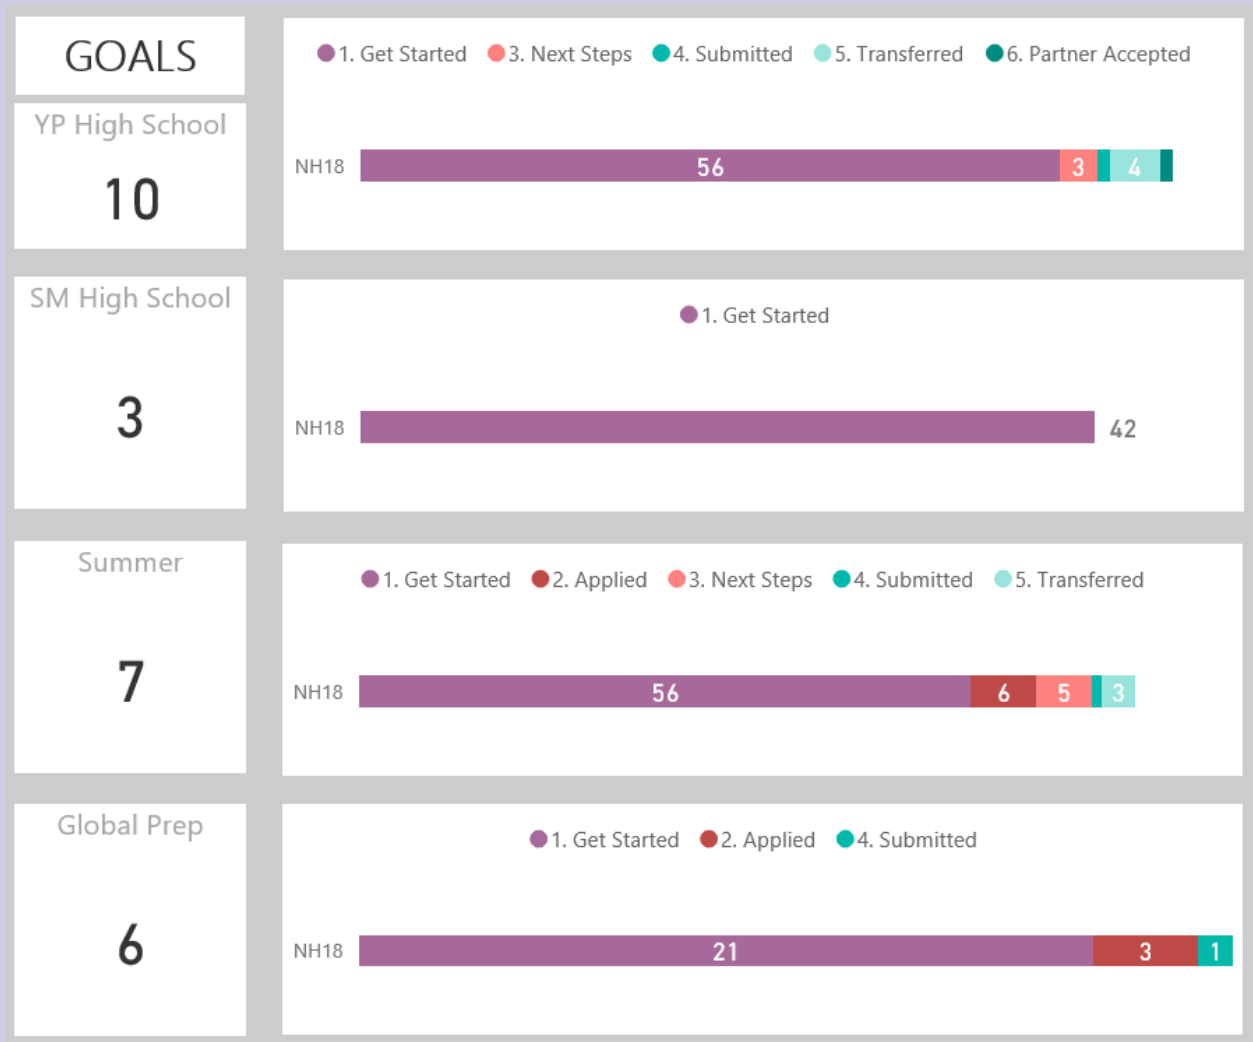 GOALS
1. Get Started 3. Next Steps 4. Submitted 5. Transferred 6. Partner Accepted
YP High School
10
NH18 56 3 4
SM High School
3
1. Get Started
NH18 42
Summer
7
1. Get Started 2. Applied 3. Next Steps 4. Submitted 5. Transferred
NH18 56 6 5 3
Global Prep
6
1. Get Started 2. Applied 4. Submitted
NH18 21 3 1